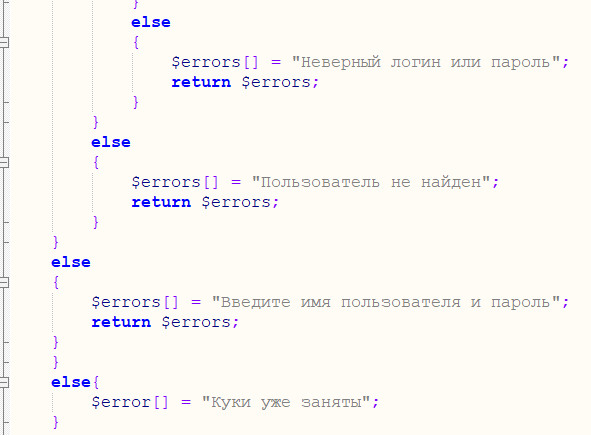 }
else
{
$errors[] = "Неверный логин или пароль";
return $errors;
}
}
else
{
$errors[] = "Пользователь не найден";
return $errors;
}
}
else
{
$errors[] = "Введите имя пользователя и пароль";
return $errors;
}
}
else{
$error[] = "Куки уже заняты";
}